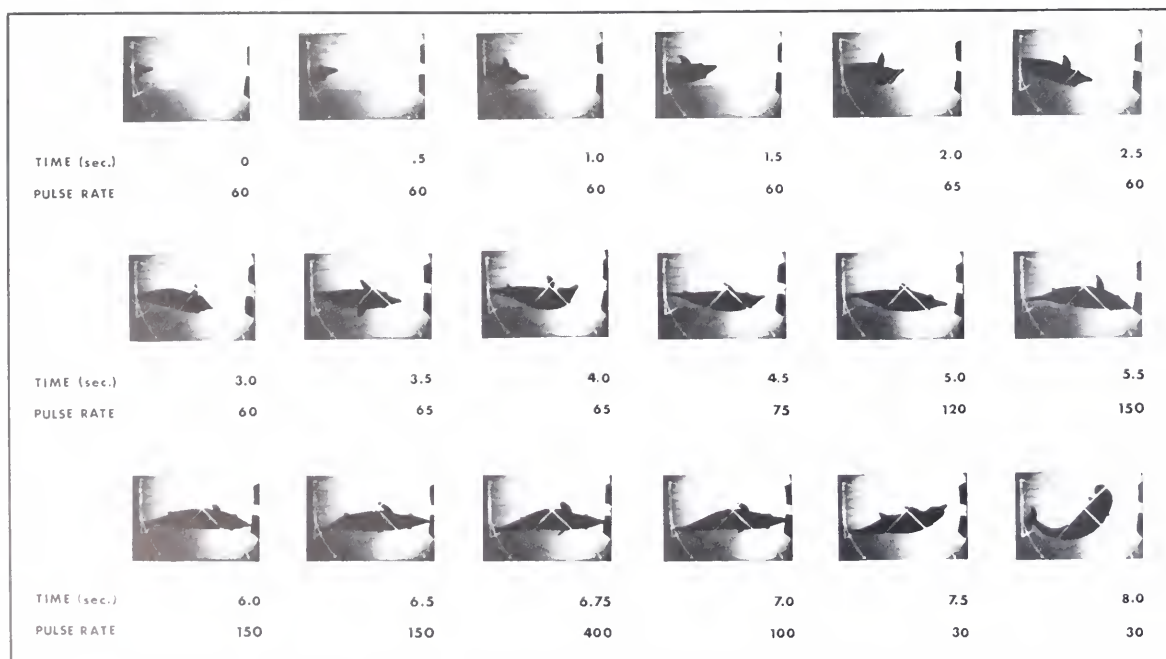 TIME (sec.) 0 .5 1.0 1.5 2.0 2.5
PULSE RATE 60 60 60 60 65 60
TIME (sec.) 3.0 3.5 4.0 4.5 5.0 5.5
PULSE RATE 60 65 65 75 120 150
TIME (sec.) 6.0 6.5 6.75 7.0 7.5 8.0
PULSE RATE 150 150 400 100 30 30